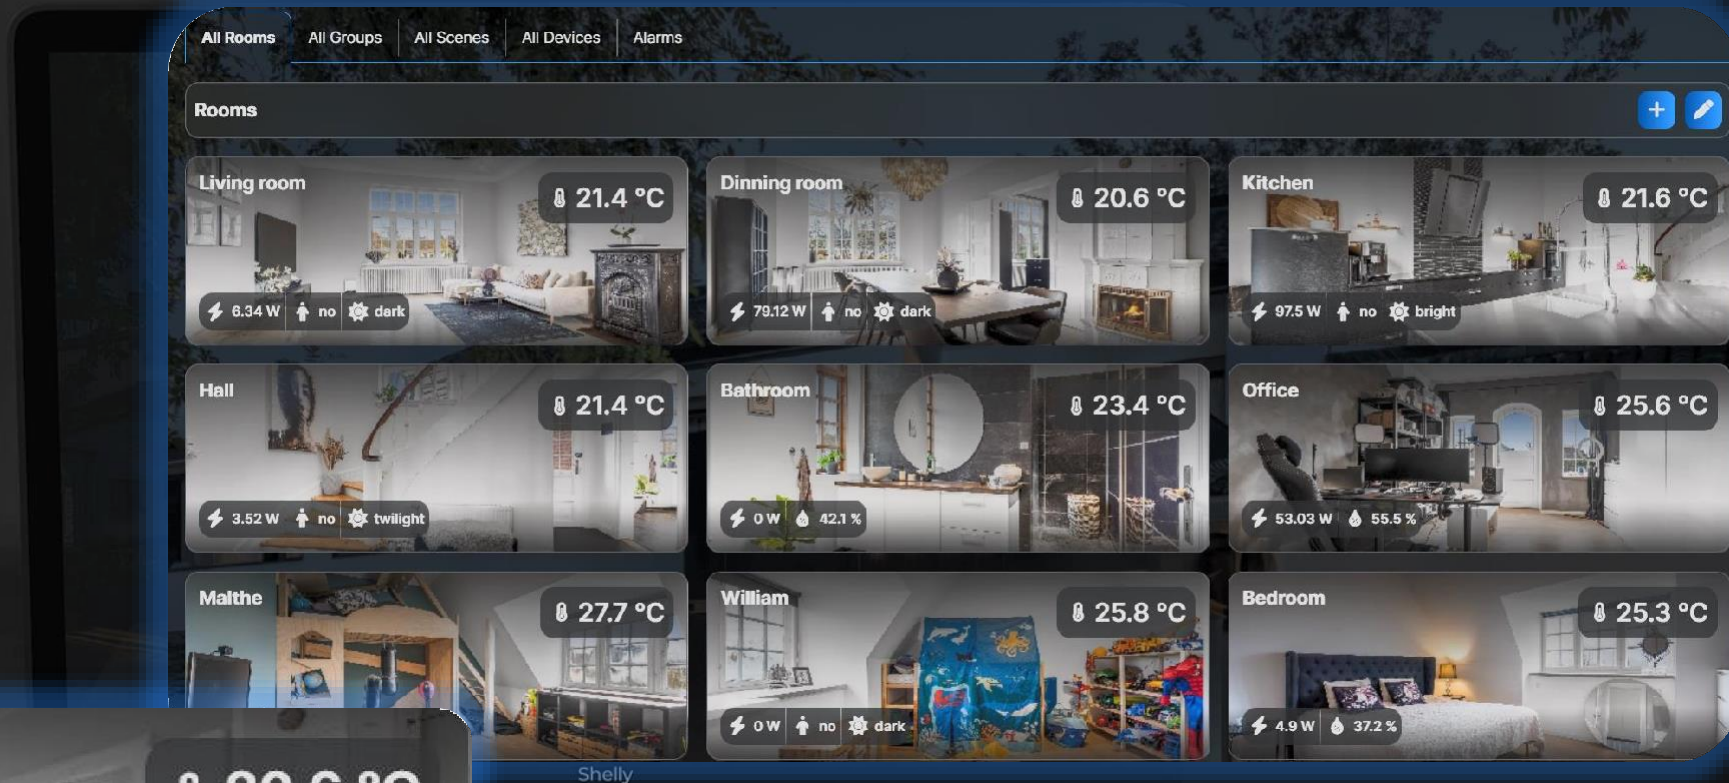 All Rooms All Groups All Scenes All Devices Alarms
Rooms
Living room 21.4 °C
6.34 W no dark
Dinning room 20.6 °C
79.12 W no dark
Kitchen 21.6 °C
97.5 W no bright
Hall 21.4 °C
3.52 W no twilight
Bathroom 23.4 °C
0 W 42.1 %
Office 25.6 °C
53.03 W 55.5 %
Malthe 27.7 °C
William 25.8 °C
0 W no dark
Bedroom 25.3 °C
4.9 W 37.2 %
Shelly